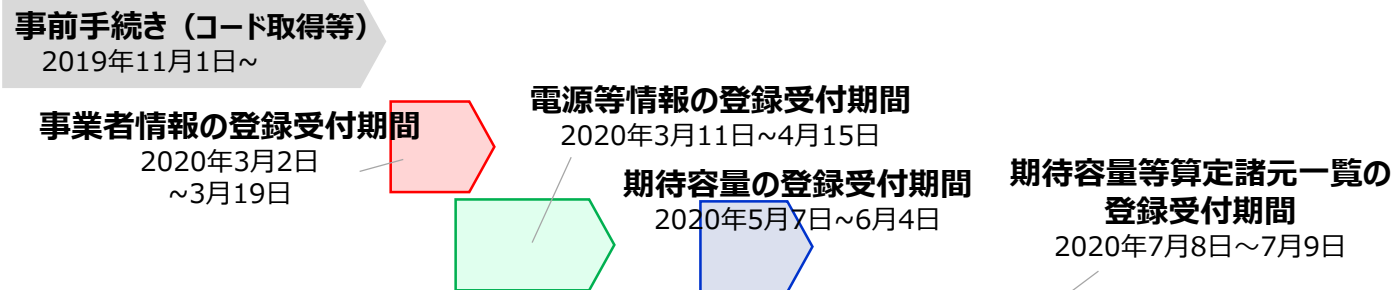 事前手続き（コード取得等）
2019年11月1日~
事業者情報の登録受付期間
2020年3月2日
~3月19日
電源等情報の登録受付期間
2020年3月11日~4月15日
期待容量の登録受付期間
2020年5月7日~6月4日
期待容量等算定諸元一覧の
登録受付期間
2020年7月8日～7月9日